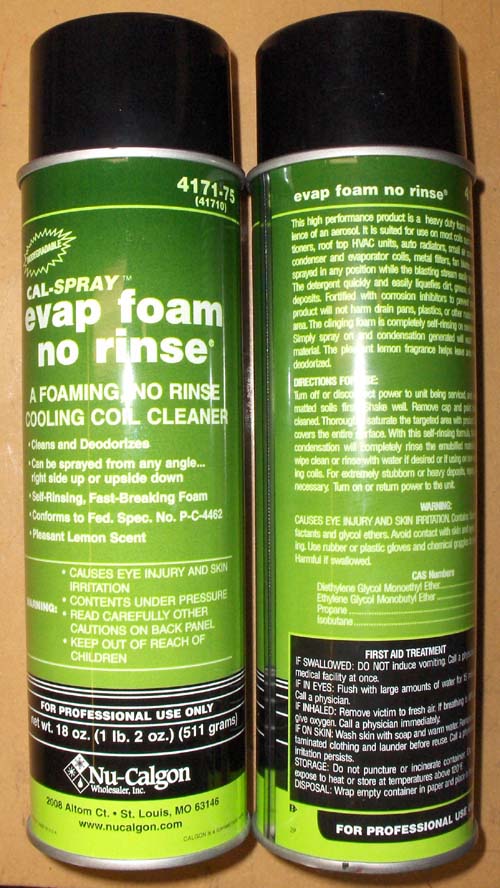 4171-75
(41710)
BIODEGRADABLE
CAL-SPRAY™
evap foam
no rinse®
A FOAMING, NO RINSE
COOLING COIL CLEANER
• Cleans and Deodorizes
• Can be sprayed from any angle...
right side up or upside down
• Self-Rinsing, Fast-Breaking Foam
• Conforms to Fed. Spec. No. P-C-4462
• Pleasant Lemon Scent
WARNING:
• CAUSES EYE INJURY AND SKIN
IRRITATION
• CONTENTS UNDER PRESSURE
• READ CAREFULLY OTHER
CAUTIONS ON BACK PANEL
• KEEP OUT OF REACH OF
CHILDREN
FOR PROFESSIONAL USE ONLY
net wt. 18 oz. (1 lb. 2 oz.) (511 grams)
Nu-Calgon
Wholesaler, Inc.
2008 Altom Ct. • St. Louis, MO 63146
www.nucalgon.com
evap foam no rinse®
This high performance product is a heavy duty foam
lence of an aerosol. It is suited for use on most coils
tioners, roof top HVAC units, auto radiators, small
condenser and evaporator coils, metal filters, fan
sprayed in any position while the blasting stream
The detergent quickly and easily liquefies dirt, grease,
deposits. Fortified with corrosion inhibitors to prevent
product will not harm drain pans, plastics, or other
area. The clinging foam is completely self-rinsing on
Simply spray on and condensation generated will
material. The pleasant lemon fragrance helps leave
deodorized.
DIRECTIONS FOR USE:
Turn off or disconnect power to unit being serviced,
matted soils first. Shake well. Remove cap and point
cleaned. Thoroughly saturate the targeted area with
covers the entire surface. With this self-rinsing formula,
condensation will completely rinse the emulsified
wipe clean or rinse with water if desired or if using on
ing coils. For extremely stubborn or heavy deposits,
necessary. Turn on or return power to the unit.
WARNING:
CAUSES EYE INJURY AND SKIN IRRITATION. Contains
factants and glycol ethers. Avoid contact with skin and
ing. Use rubber or plastic gloves and chemical goggles
Harmful if swallowed.
CAS Numbers
Diethylene Glycol Monoethyl Ether
Ethylene Glycol Monobutyl Ether
Propane
Isobutane
FIRST AID TREATMENT
IF SWALLOWED: DO NOT induce vomiting. Call a
medical facility at once.
IF IN EYES: Flush with large amounts of water for 15
Call a physician.
IF INHALED: Remove victim to fresh air. If breathing is
give oxygen. Call a physician immediately.
IF ON SKIN: Wash skin with soap and warm water.
taminated clothing and launder before reuse. Call a
irritation persists.
STORAGE: Do not puncture or incinerate container.
expose to heat or store at temperatures above 120°F.
DISPOSAL: Wrap empty container in paper and place in
FOR PROFESSIONAL USE